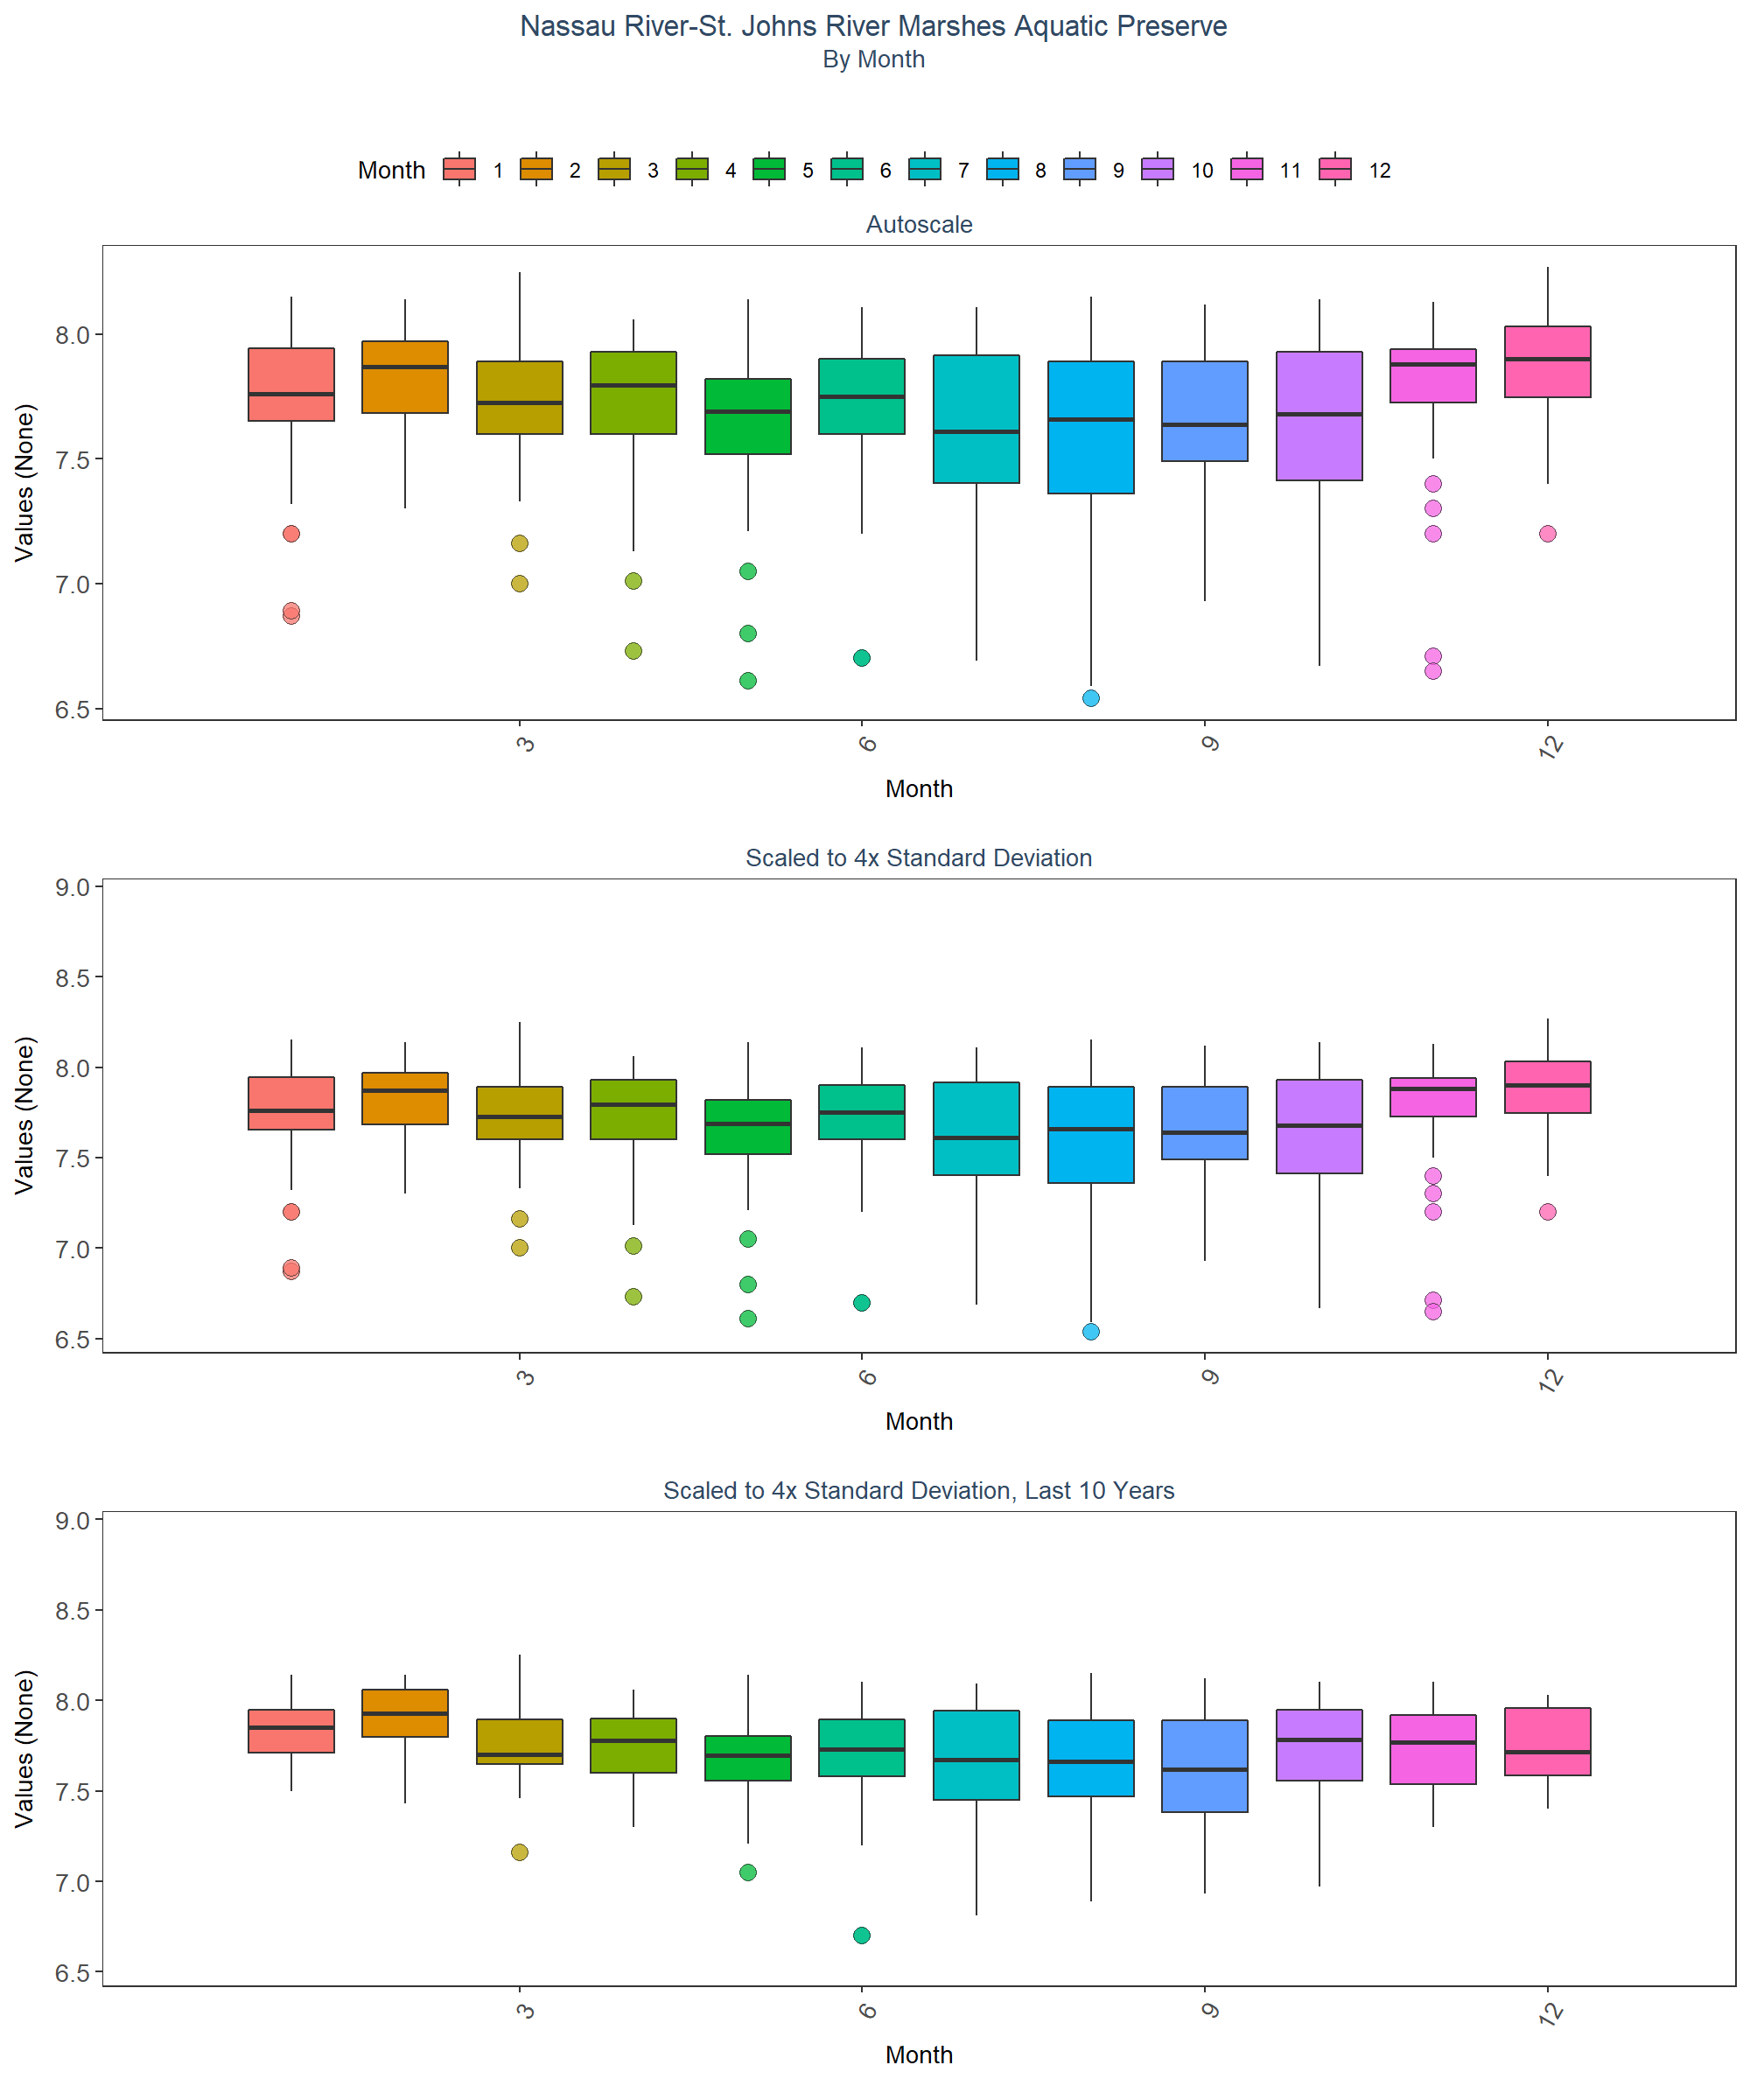 Nassau River-St. Johns River Marshes Aquatic Preserve
By Month
Month 1 2 3 4 5 6 7 8 9 10 11 12
Autoscale
Values (None)
8.0
7.5
7.0
6.5
3 6 9 12
Month
Scaled to 4x Standard Deviation
Values (None)
9.0
8.5
8.0
7.5
7.0
6.5
3 6 9 12
Month
Scaled to 4x Standard Deviation, Last 10 Years
Values (None)
9.0
8.5
8.0
7.5
7.0
6.5
3 6 9 12
Month